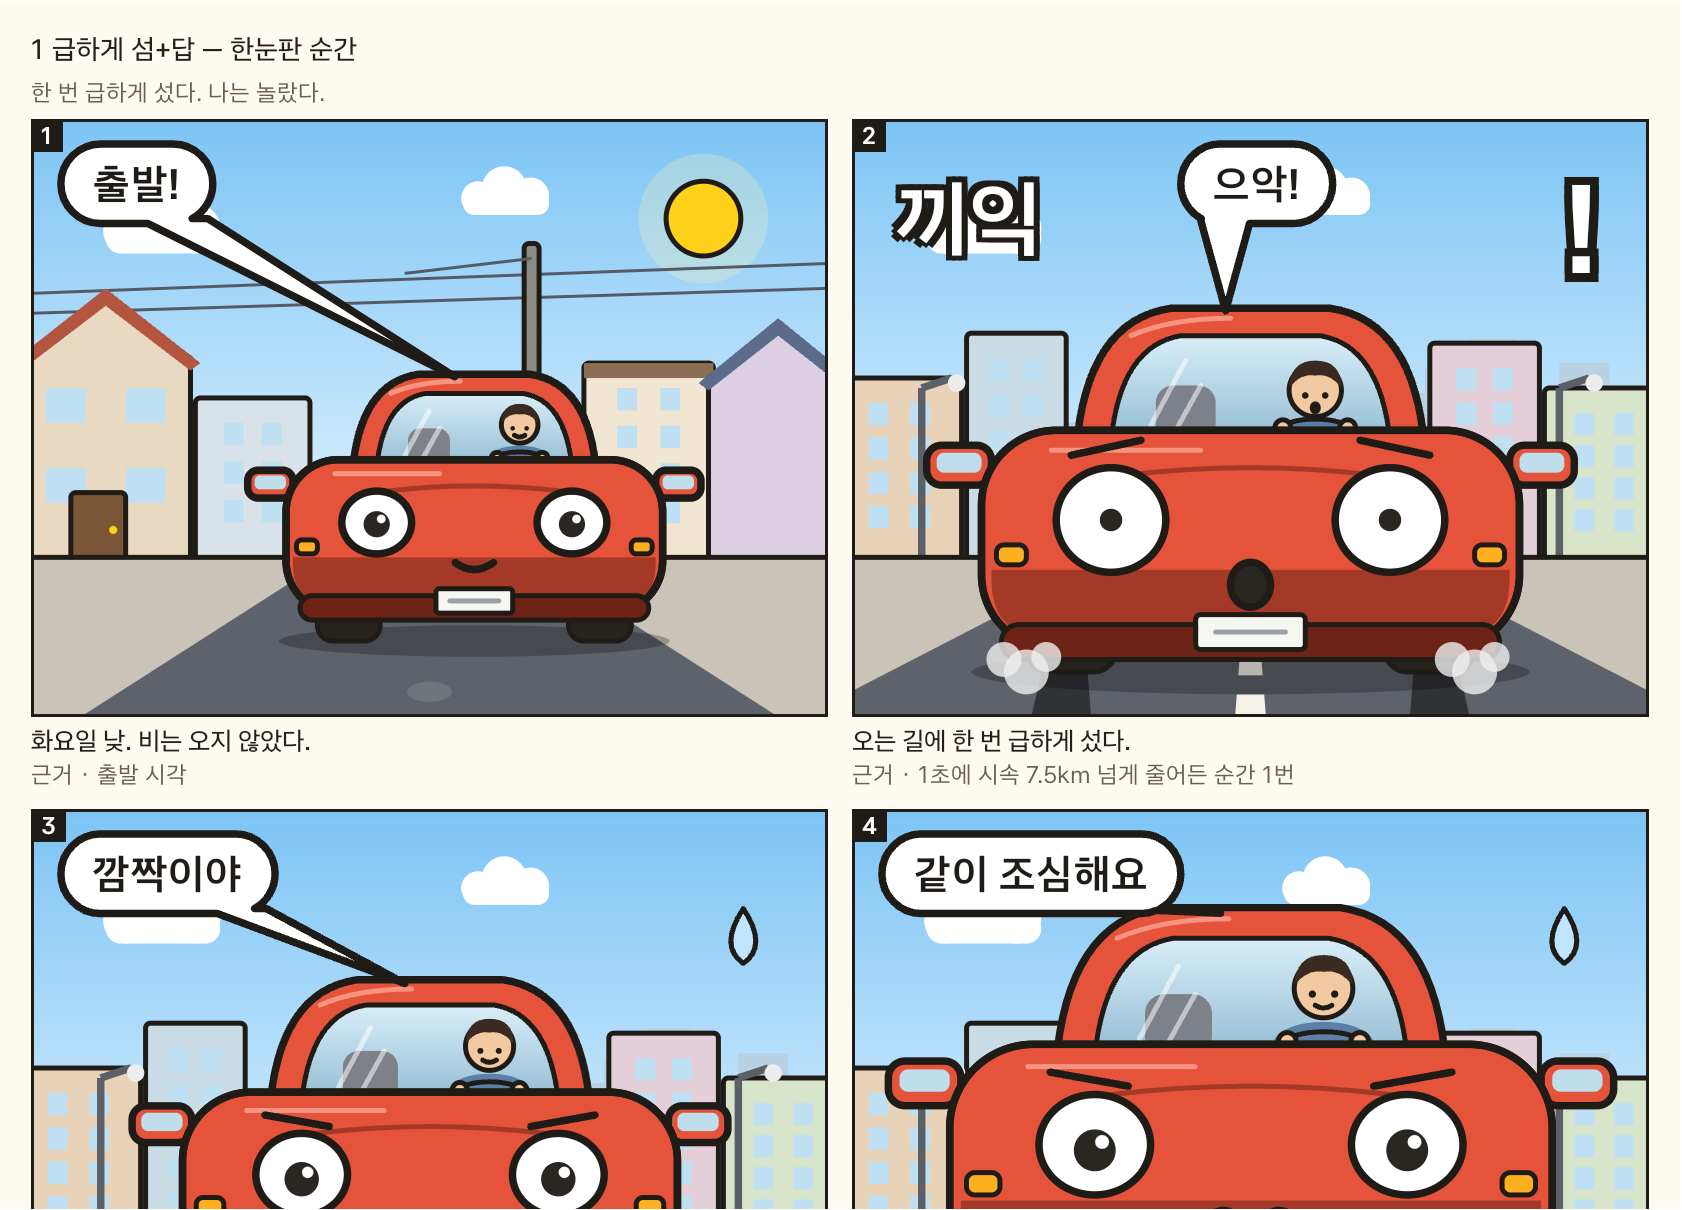 1 급하게 섬+답 — 한눈판 순간
한 번 급하게 섰다. 나는 놀랐다.
1
출발!
2
끼익
으악!
!
화요일 낮. 비는 오지 않았다.
근거 · 출발 시각
오는 길에 한 번 급하게 섰다.
근거 · 1초에 시속 7.5km 넘게 줄어든 순간 1번
3
깜짝이야
4
같이 조심해요